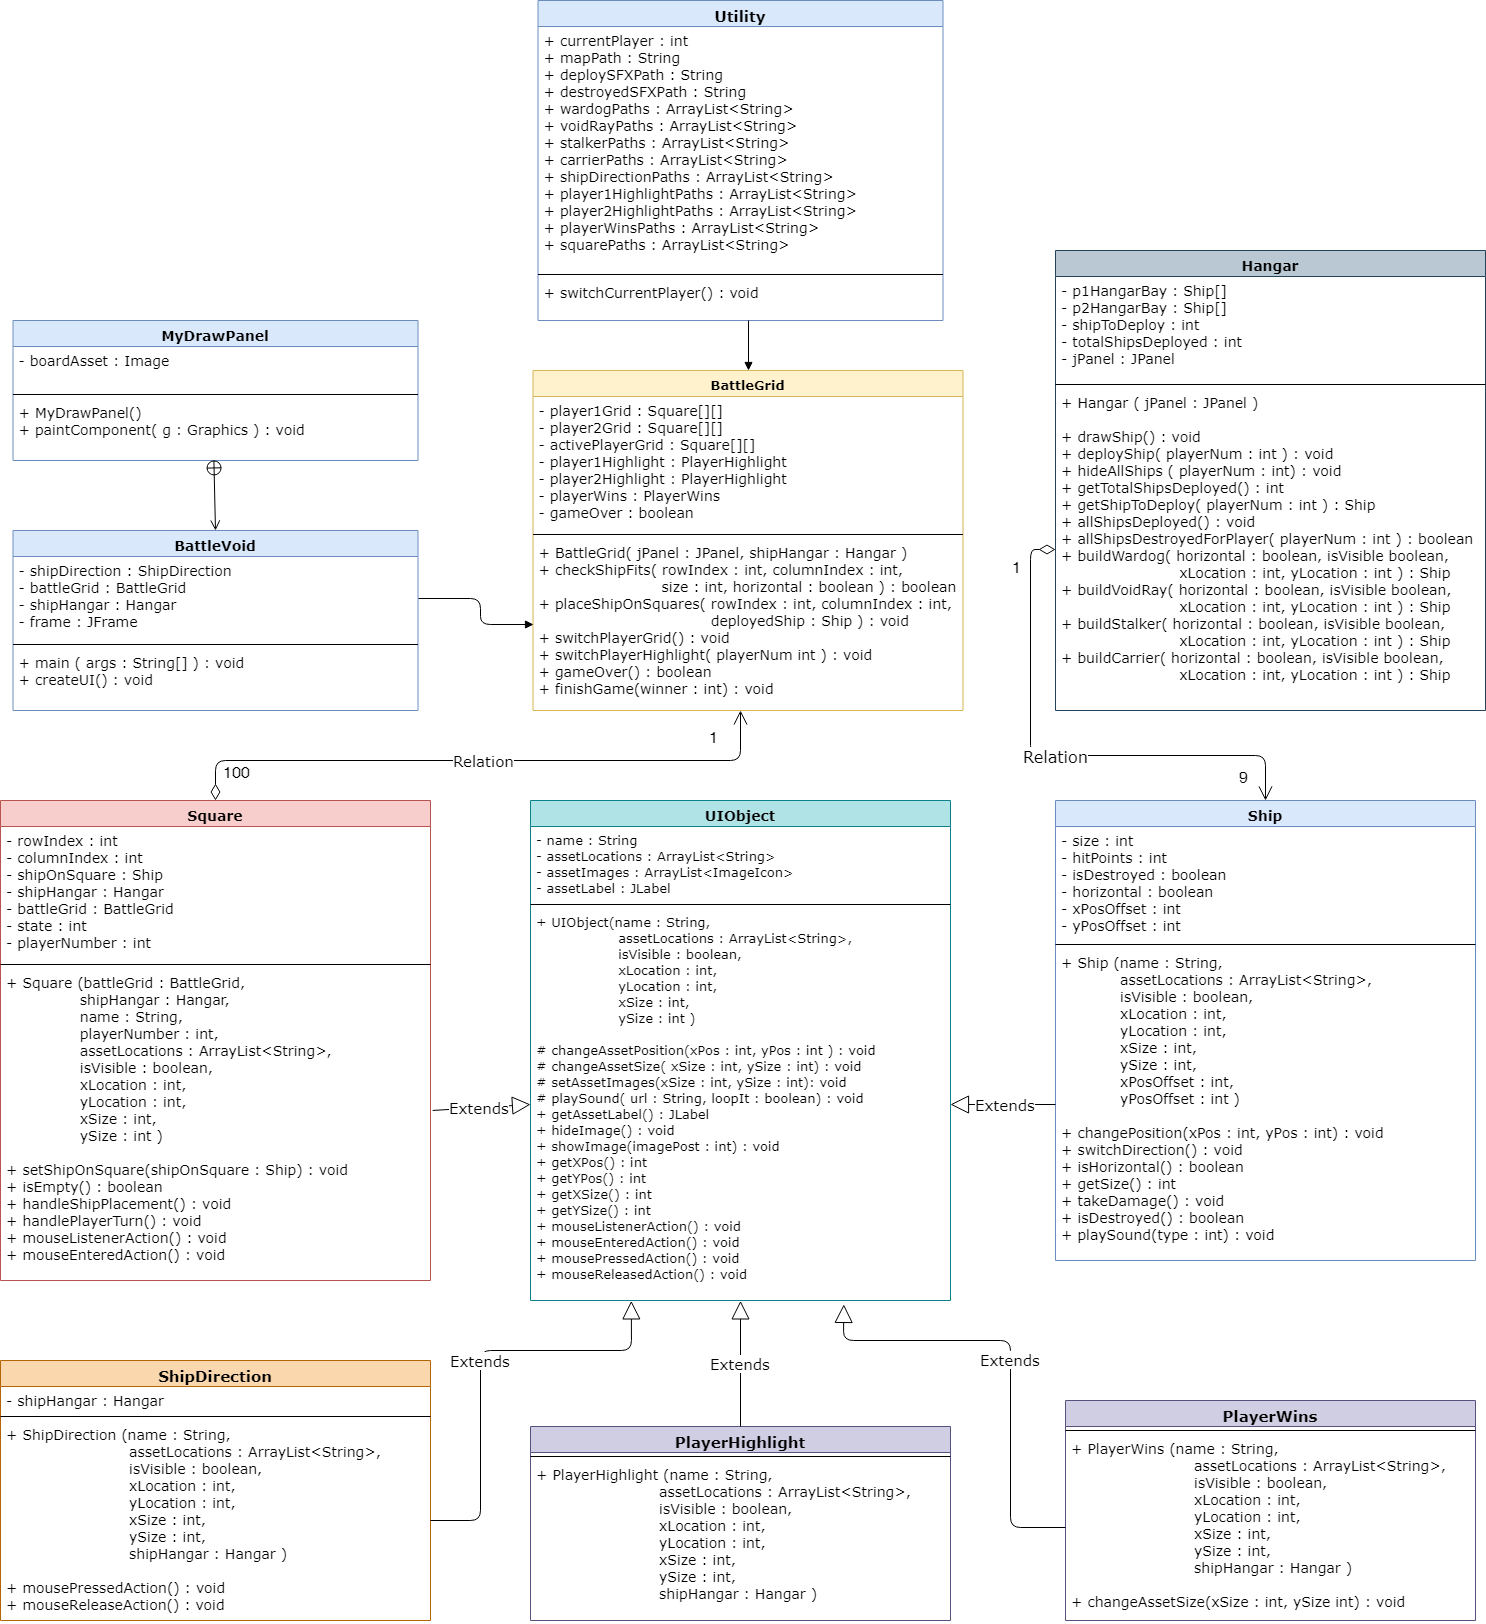 Utility
+ currentPlayer : int
+ mapPath : String
+ deploySFXPath : String
+ destroyedSFXPath : String
+ wardogPaths : ArrayList<String>
+ voidRayPaths : ArrayList<String>
+ stalkerPaths : ArrayList<String>
+ carrierPaths : ArrayList<String>
+ shipDirectionPaths : ArrayList<String>
+ player1HighlightPaths : ArrayList<String>
+ player2HighlightPaths : ArrayList<String>
+ playerWinsPaths : ArrayList<String>
+ squarePaths : ArrayList<String>
+ switchCurrentPlayer() : void
Hangar
- p1HangarBay : Ship[]
- p2HangarBay : Ship[]
- shipToDeploy : int
- totalShipsDeployed : int
- jPanel : JPanel
+ Hangar ( jPanel : JPanel )
+ drawShip() : void
+ deployShip( playerNum : int ) : void
+ hideAllShips ( playerNum : int) : void
+ getTotalShipsDeployed() : int
+ getShipToDeploy( playerNum : int ) : Ship
+ allShipsDeployed() : void
+ allShipsDestroyedForPlayer( playerNum : int ) : boolean
+ buildWardog( horizontal : boolean, isVisible boolean,
xLocation : int, yLocation : int ) : Ship
+ buildVoidRay( horizontal : boolean, isVisible boolean,
xLocation : int, yLocation : int ) : Ship
+ buildStalker( horizontal : boolean, isVisible boolean,
xLocation : int, yLocation : int ) : Ship
+ buildCarrier( horizontal : boolean, isVisible boolean,
xLocation : int, yLocation : int ) : Ship
MyDrawPanel
- boardAsset : Image
+ MyDrawPanel()
+ paintComponent( g : Graphics ) : void
BattleGrid
- player1Grid : Square[][]
- player2Grid : Square[][]
- activePlayerGrid : Square[][]
- player1Highlight : PlayerHighlight
- player2Highlight : PlayerHighlight
- playerWins : PlayerWins
- gameOver : boolean
+ BattleGrid( jPanel : JPanel, shipHangar : Hangar )
+ checkShipFits( rowIndex : int, columnIndex : int,
size : int, horizontal : boolean ) : boolean
+ placeShipOnSquares( rowIndex : int, columnIndex : int,
deployedShip : Ship ) : void
+ switchPlayerGrid() : void
+ switchPlayerHighlight( playerNum int ) : void
+ gameOver() : boolean
+ finishGame(winner : int) : void
BattleVoid
- shipDirection : ShipDirection
- battleGrid : BattleGrid
- shipHangar : Hangar
- frame : JFrame
+ main ( args : String[] ) : void
+ createUI() : void
1
Relation
9
1
Relation
100
Square
- rowIndex : int
- columnIndex : int
- shipOnSquare : Ship
- shipHangar : Hangar
- battleGrid : BattleGrid
- state : int
- playerNumber : int
+ Square (battleGrid : BattleGrid,
shipHangar : Hangar,
name : String,
playerNumber : int,
assetLocations : ArrayList<String>,
isVisible : boolean,
xLocation : int,
yLocation : int,
xSize : int,
ySize : int )
+ setShipOnSquare(shipOnSquare : Ship) : void
+ isEmpty() : boolean
+ handleShipPlacement() : void
+ handlePlayerTurn() : void
+ mouseListenerAction() : void
+ mouseEnteredAction() : void
Extends
UIObject
- name : String
- assetLocations : ArrayList<String>
- assetImages : ArrayList<ImageIcon>
- assetLabel : JLabel
+ UIObject(name : String,
assetLocations : ArrayList<String>,
isVisible : boolean,
xLocation : int,
yLocation : int,
xSize : int,
ySize : int )
# changeAssetPosition(xPos : int, yPos : int ) : void
# changeAssetSize( xSize : int, ySize : int) : void
# setAssetImages(xSize : int, ySize : int): void
# playSound( url : String, loopIt : boolean) : void
+ getAssetLabel() : JLabel
+ hideImage() : void
+ showImage(imagePost : int) : void
+ getXPos() : int
+ getYPos() : int
+ getXSize() : int
+ getYSize() : int
+ mouseListenerAction() : void
+ mouseEnteredAction() : void
+ mousePressedAction() : void
+ mouseReleasedAction() : void
Extends
Ship
- size : int
- hitPoints : int
- isDestroyed : boolean
- horizontal : boolean
- xPosOffset : int
- yPosOffset : int
+ Ship (name : String,
assetLocations : ArrayList<String>,
isVisible : boolean,
xLocation : int,
yLocation : int,
xSize : int,
ySize : int,
xPosOffset : int,
yPosOffset : int )
+ changePosition(xPos : int, yPos : int) : void
+ switchDirection() : void
+ isHorizontal() : boolean
+ getSize() : int
+ takeDamage() : void
+ isDestroyed() : boolean
+ playSound(type : int) : void
Extends
Extends
Extends
ShipDirection
- shipHangar : Hangar
+ ShipDirection (name : String,
assetLocations : ArrayList<String>,
isVisible : boolean,
xLocation : int,
yLocation : int,
xSize : int,
ySize : int,
shipHangar : Hangar )
+ mousePressedAction() : void
+ mouseReleaseAction() : void
PlayerHighlight
+ PlayerHighlight (name : String,
assetLocations : ArrayList<String>,
isVisible : boolean,
xLocation : int,
yLocation : int,
xSize : int,
ySize : int,
shipHangar : Hangar )
PlayerWins
+ PlayerWins (name : String,
assetLocations : ArrayList<String>,
isVisible : boolean,
xLocation : int,
yLocation : int,
xSize : int,
ySize : int,
shipHangar : Hangar )
+ changeAssetSize(xSize : int, ySize int) : void